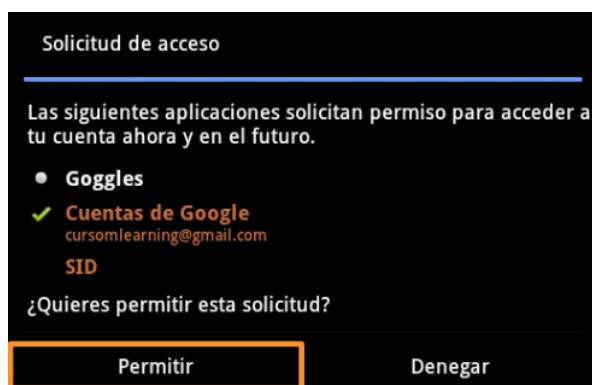 Solicitud de acceso
Las siguientes aplicaciones solicitan permiso para acceder a
tu cuenta ahora y en el futuro.
Goggles
Cuentas de Google
cursomlearning@gmail.com
SID
¿Quieres permitir esta solicitud?
Permitir
Denegar